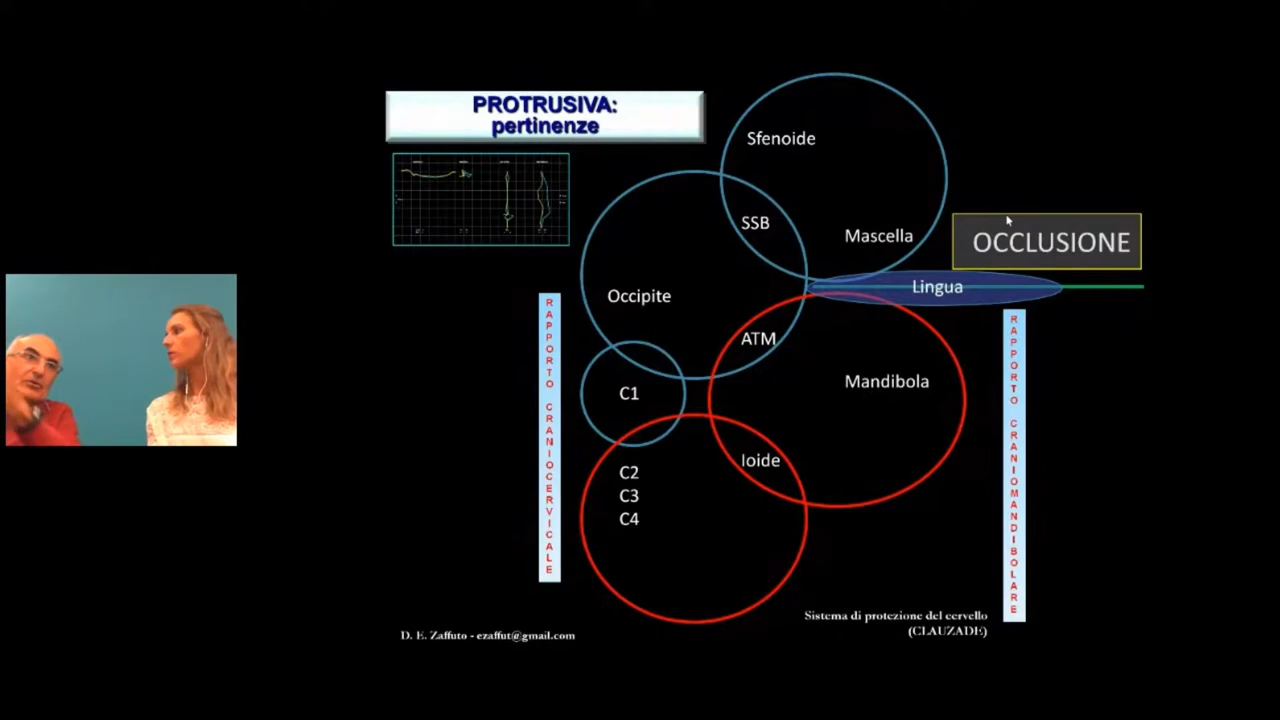 PROTRUSIVA:
pertinenze
Sfenoide
SSB
Mascella
OCCLUSIONE
Lingua
Occipite
ATM
Mandibola
C1
Ioide
C2
C3
C4
RAPPORTO CRANIOCERVICALE
RAPPORTO CRANIOMANDIBOLARE
Sistema di protezione del cervello
(CLAUZADE)
D. E. Zaffuto - ezaffut@gmail.com